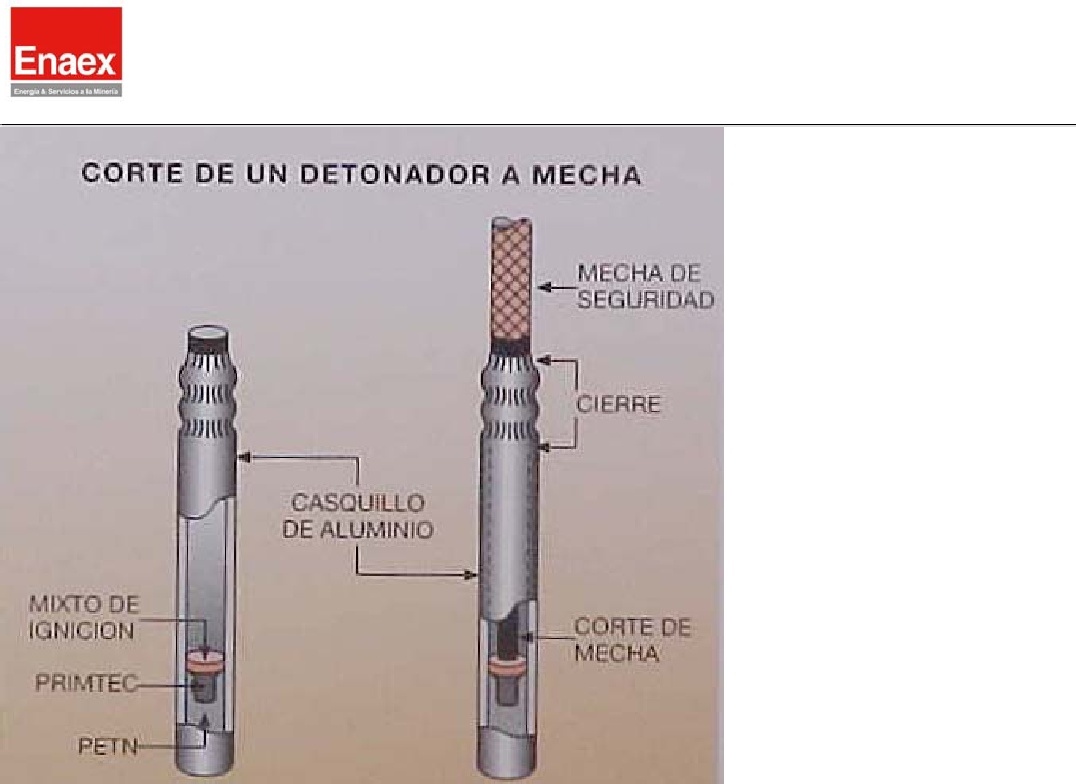 Enaex
Energía & Servicios a la Minería
CORTE DE UN DETONADOR A MECHA
MECHA DE
SEGURIDAD
CIERRE
CASQUILLO
DE ALUMINIO
MIXTO DE
IGNICION
CORTE DE
MECHA
PRIMTEC
PETN